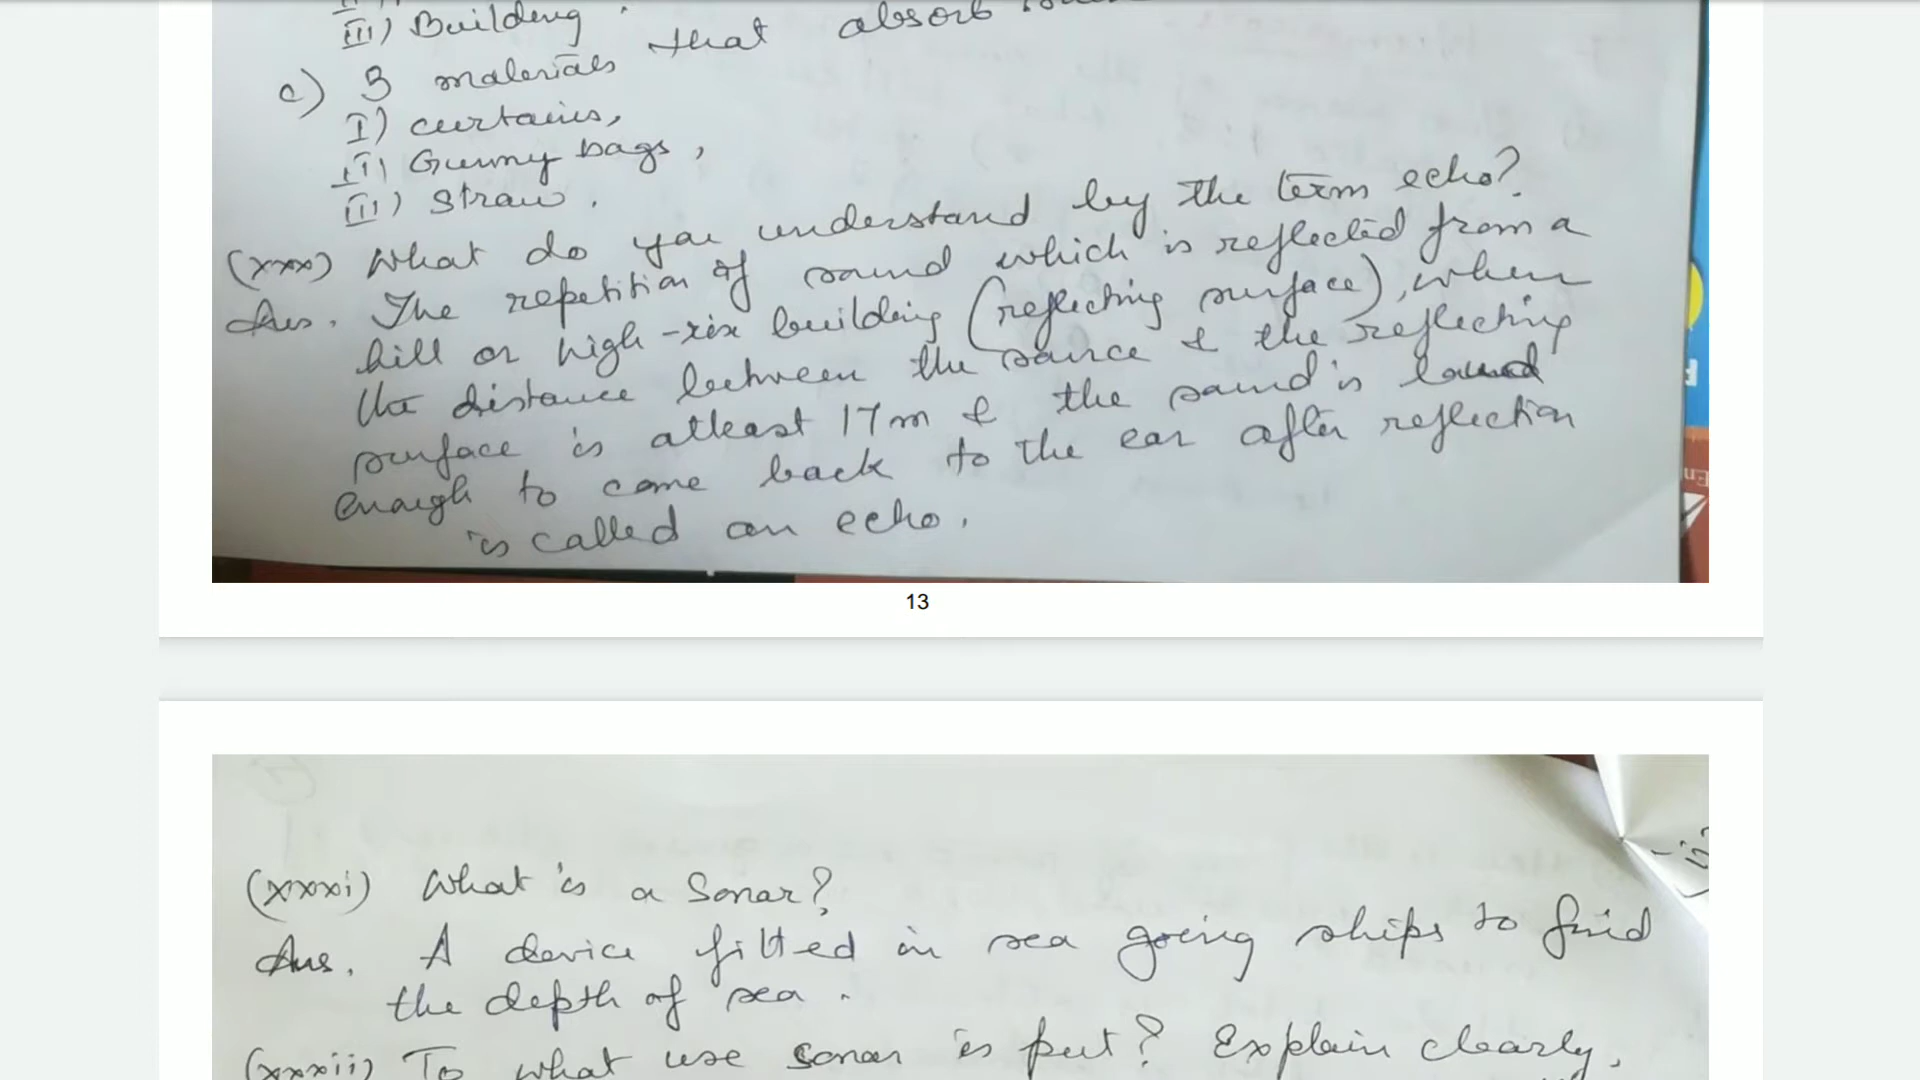 III) Building.
c) 3 materials that absorb
I) curtains,
II) Gunny bags,
III) Straw.
(xxx) What do you understand by the term echo?
Ans. The repetition of sound which is reflected from a
hill or high-rix building (reflecting surface), when
the distance between the source & the reflecting
surface is atleast 17m & the sound is loud
enough to come back to the ear after reflection
is called an echo.
13
(xxxi) What is a Sonar?
Ans. A device fitted in sea going ships to find
the depth of sea.
(xxxii) To what use sonar is put? Explain clearly.